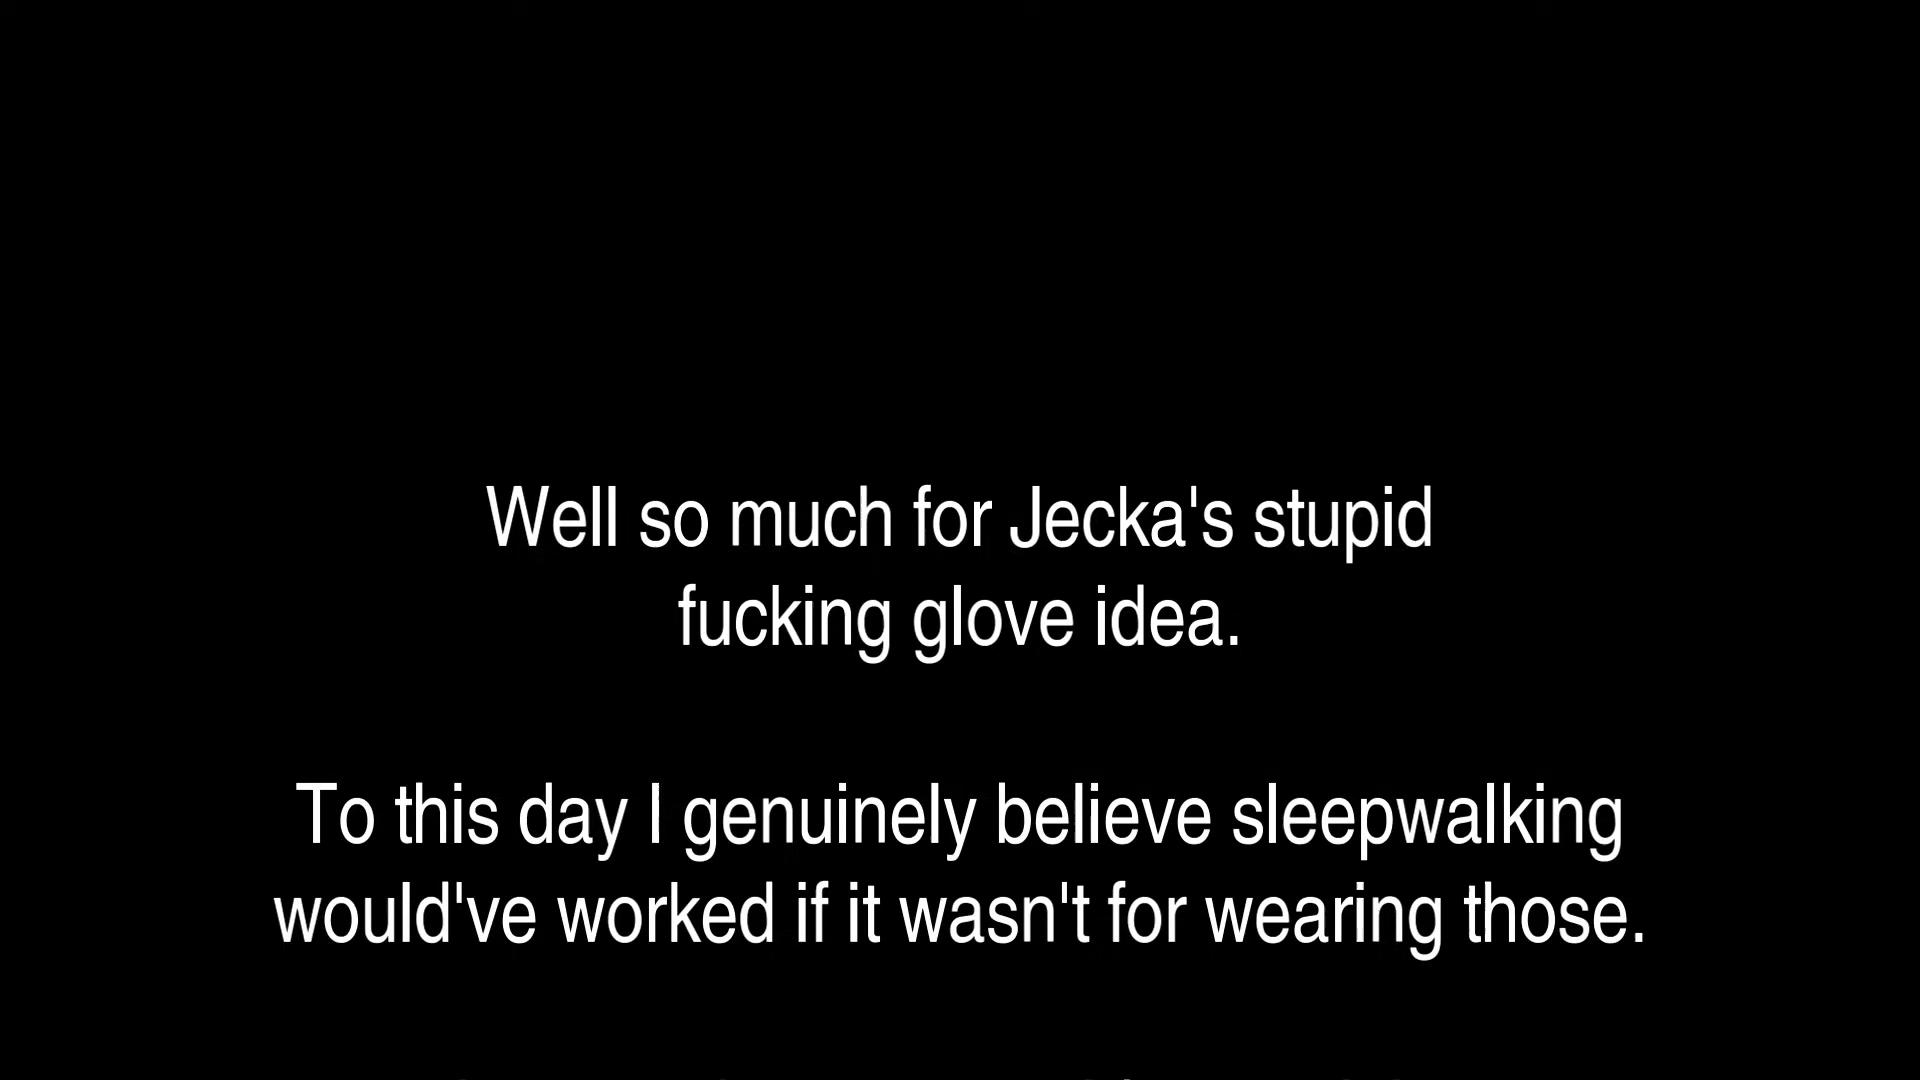 Well so much for Jecka's stupid
fucking glove idea.
To this day I genuinely believe sleepwalking
would've worked if it wasn't for wearing those.